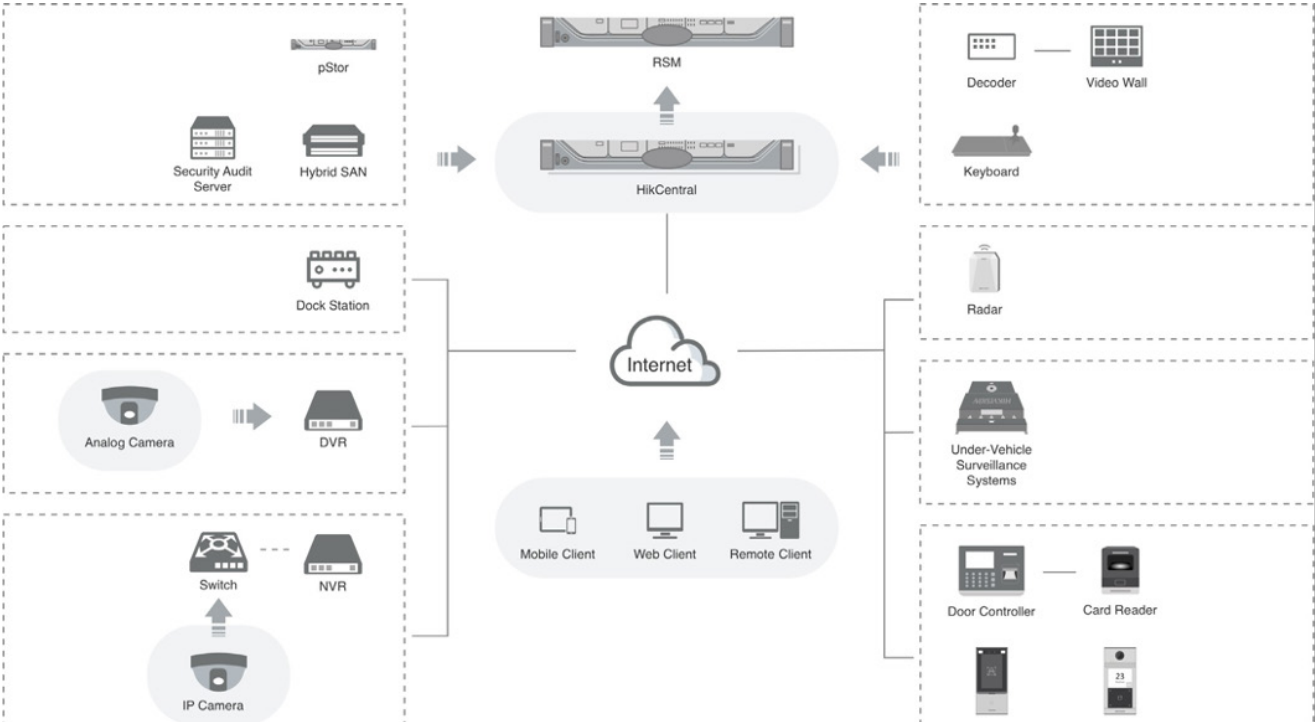 pStor
Security Audit
Server
Hybrid SAN
RSM
HikCentral
Decoder
Video Wall
Keyboard
Dock Station
Radar
Internet
Analog Camera
DVR
Under-Vehicle
Surveillance
Systems
Mobile Client
Web Client
Remote Client
Switch
NVR
IP Camera
Door Controller
Card Reader
23